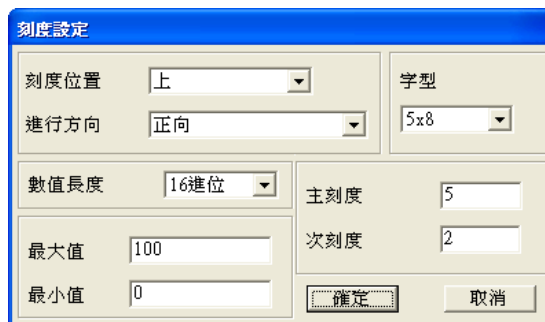 刻度設定
刻度位置 上
進行方向 正向
字型
5x8
數值長度 16進位
主刻度 5
次刻度 2
最大值 100
最小值 0
確定 取消